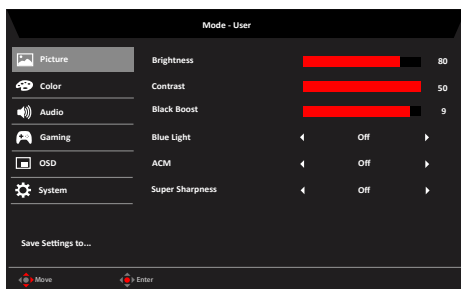 Mode - User
Picture
Brightness 80
Color
Contrast 50
Audio
Black Boost 9
Gaming
Blue Light Off
OSD
ACM Off
System
Super Sharpness Off
Save Settings to...
Move Enter